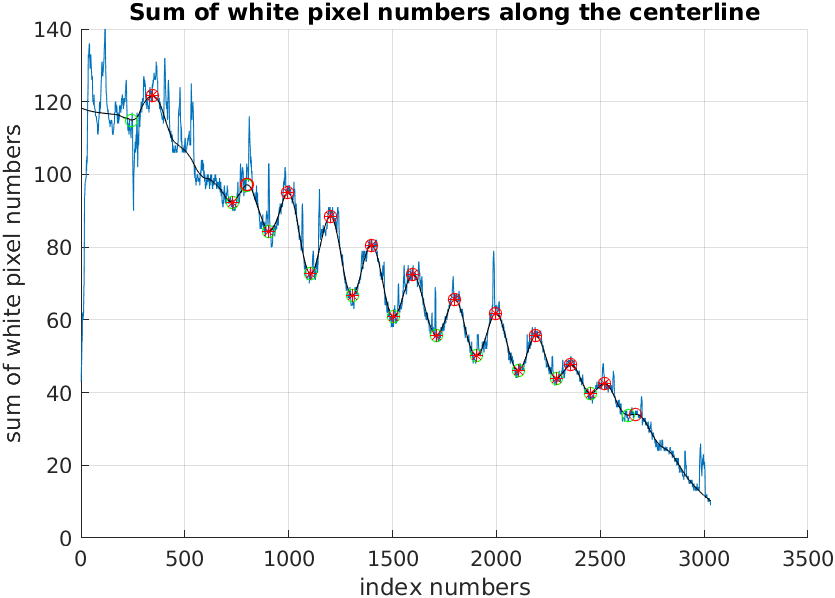 Sum of white pixel numbers along the centerline
140
120
100
80
60
40
20
0
sum of white pixel numbers
0 500 1000 1500 2000 2500 3000 3500
index numbers